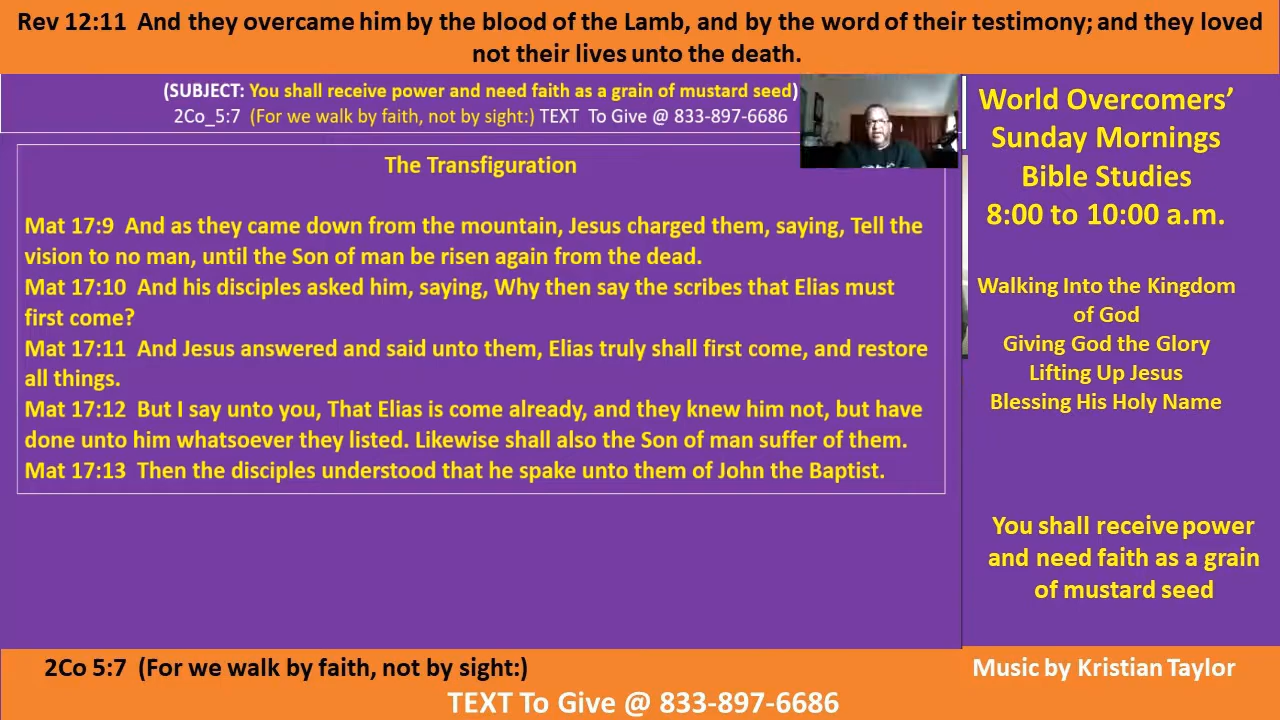 Rev 12:11  And they overcame him by the blood of the Lamb, and by the word of their testimony; and they loved
not their lives unto the death.
(SUBJECT: You shall receive power and need faith as a grain of mustard seed)
2Co_5:7  (For we walk by faith, not by sight:) TEXT  To Give @ 833-897-6686
The Transfiguration
Mat 17:9  And as they came down from the mountain, Jesus charged them, saying, Tell the
vision to no man, until the Son of man be risen again from the dead.
Mat 17:10  And his disciples asked him, saying, Why then say the scribes that Elias must
first come?
Mat 17:11  And Jesus answered and said unto them, Elias truly shall first come, and restore
all things.
Mat 17:12  But I say unto you, That Elias is come already, and they knew him not, but have
done unto him whatsoever they listed. Likewise shall also the Son of man suffer of them.
Mat 17:13  Then the disciples understood that he spake unto them of John the Baptist.
World Overcomers’
Sunday Mornings
Bible Studies
8:00 to 10:00 a.m.
Walking Into the Kingdom
of God
Giving God the Glory
Lifting Up Jesus
Blessing His Holy Name
You shall receive power
and need faith as a grain
of mustard seed
2Co 5:7  (For we walk by faith, not by sight:)
Music by Kristian Taylor
TEXT To Give @ 833-897-6686